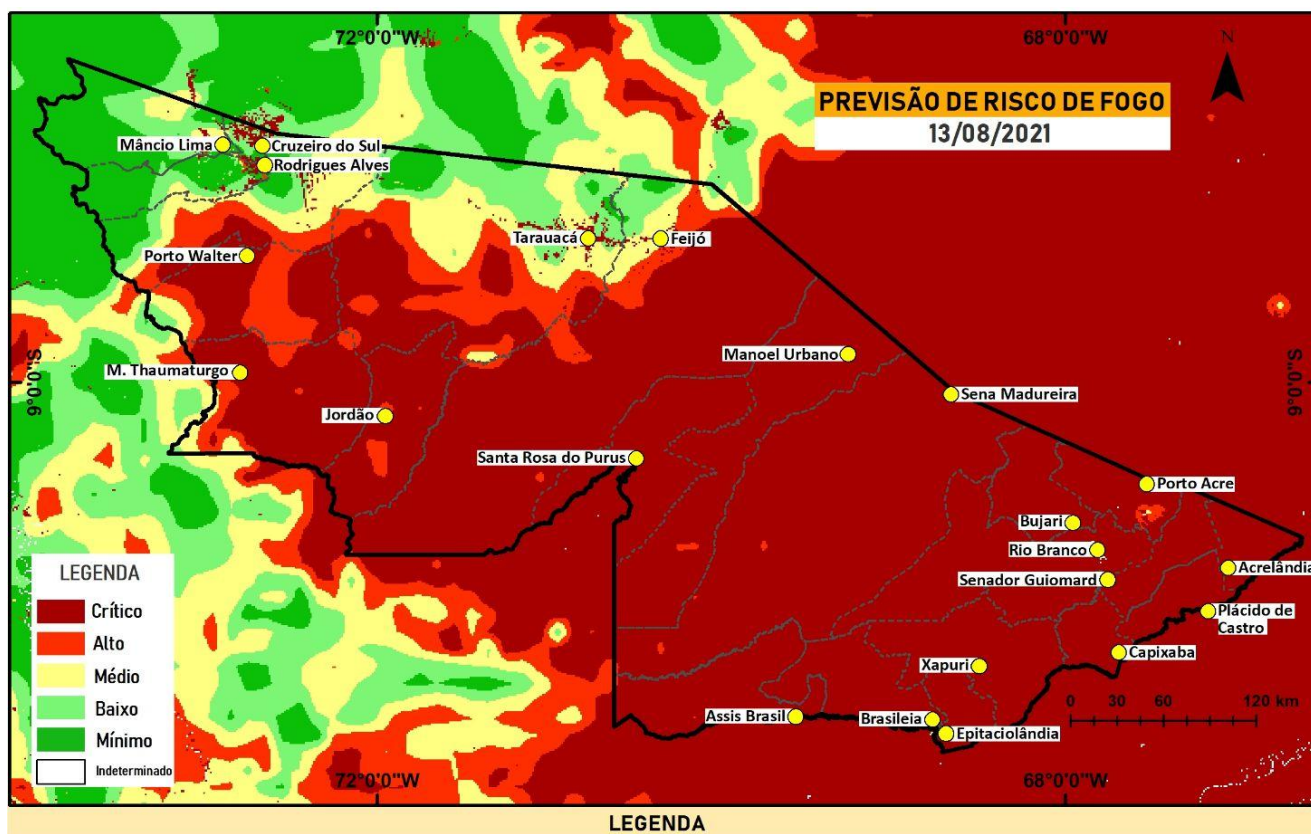 72°0'0"W
68°0'0"W
N
PREVISÃO DE RISCO DE FOGO
13/08/2021
Mâncio Lima
Cruzeiro do Sul
Rodrigues Alves
Tarauacá
Feijó
Porto Walter
9°0'0"S
M. Thaumaturgo
Manoel Urbano
9°0'0"S
Jordão
Sena Madureira
Santa Rosa do Purus
Porto Acre
Bujari
Rio Branco
Acrelândia
Senador Guiomard
Plácido de
Castro
Capixaba
Xapuri
Assis Brasil
Brasileia
Epitaciolândia
LEGENDA
Crítico
Alto
Médio
Baixo
Mínimo
Indeterminado
0 30 60 120 km
72°0'0"W
68°0'0"W
LEGENDA